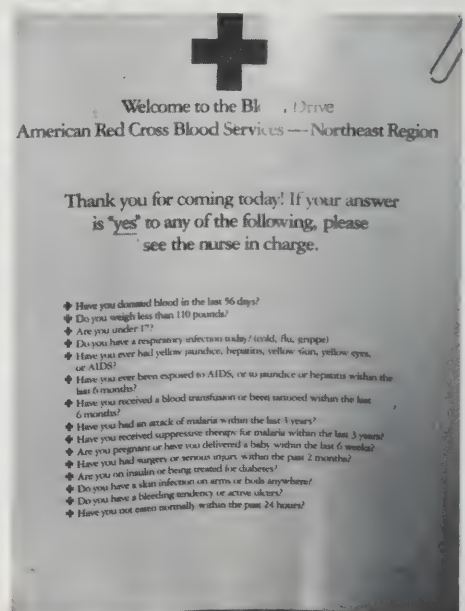 Welcome to the Bl Drive
American Red Cross Blood Services — Northeast Region
Thank you for coming today! If your answer
is "yes" to any of the following, please
see the nurse in charge.
Have you donated blood in the last 56 days?
Do you weigh less than 110 pounds?
Are you under 17?
Do you have a respiratory infection today? (cold, flu, grippe)
Have you ever had yellow jaundice, hepatitis, yellow skin, yellow eyes,
or AIDS?
Have you ever been exposed to AIDS, or to jaundice or hepatitis within the
last 6 months?
Have you received a blood transfusion or been tattooed within the last
6 months?
Have you had an attack of malaria within the last 3 years?
Have you received suppressive therapy for malaria within the last 3 years?
Are you pregnant or have you delivered a baby within the last 6 weeks?
Have you had surgery or serious injury within the past 2 months?
Are you on insulin or being treated for diabetes?
Do you have a skin infection on arms or boils anywhere?
Do you have a bleeding tendency or active ulcers?
Have you not eaten normally within the past 24 hours?